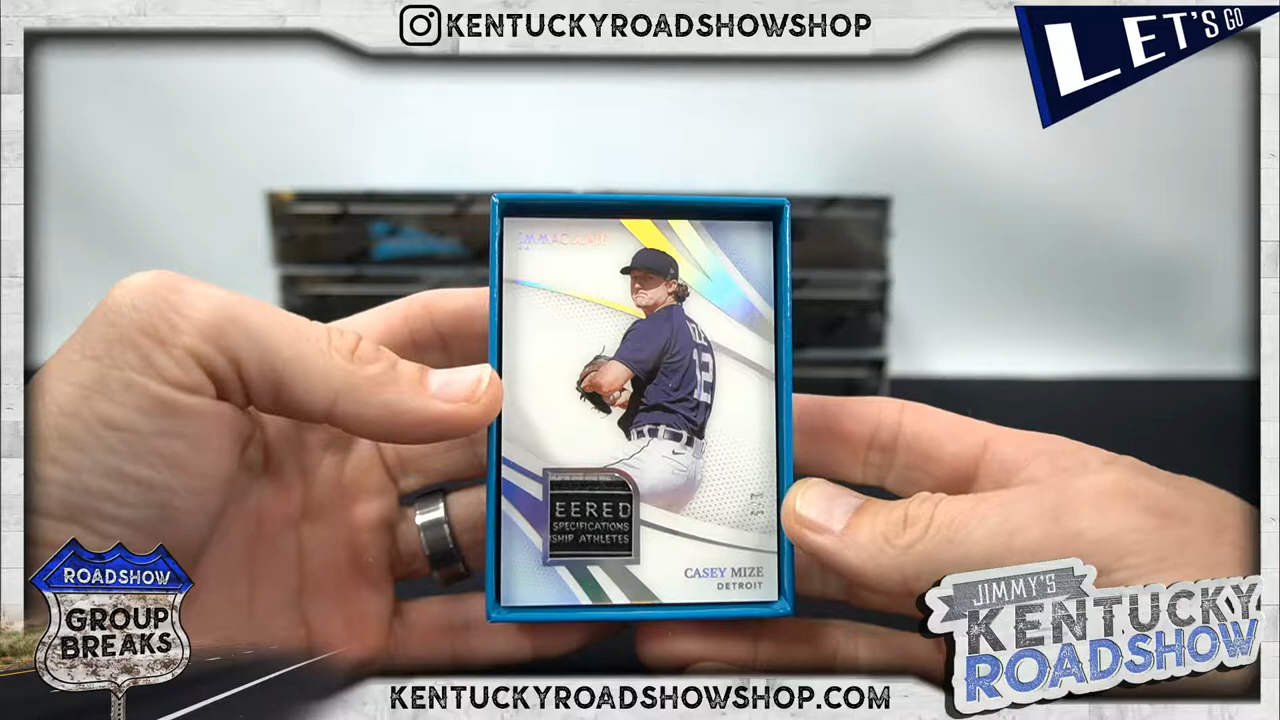 KENTUCKYROADSHOWSHOP
LET'S GO
IMMACULATE
12
EERED
SPECIFICATIONS
SHIP ATHLETES
CASEY MIZE
DETROIT
ROADSHOW
GROUP
BREAKS
JIMMY'S
KENTUCKY
ROADSHOW
KENTUCKYROADSHOWSHOP.COM